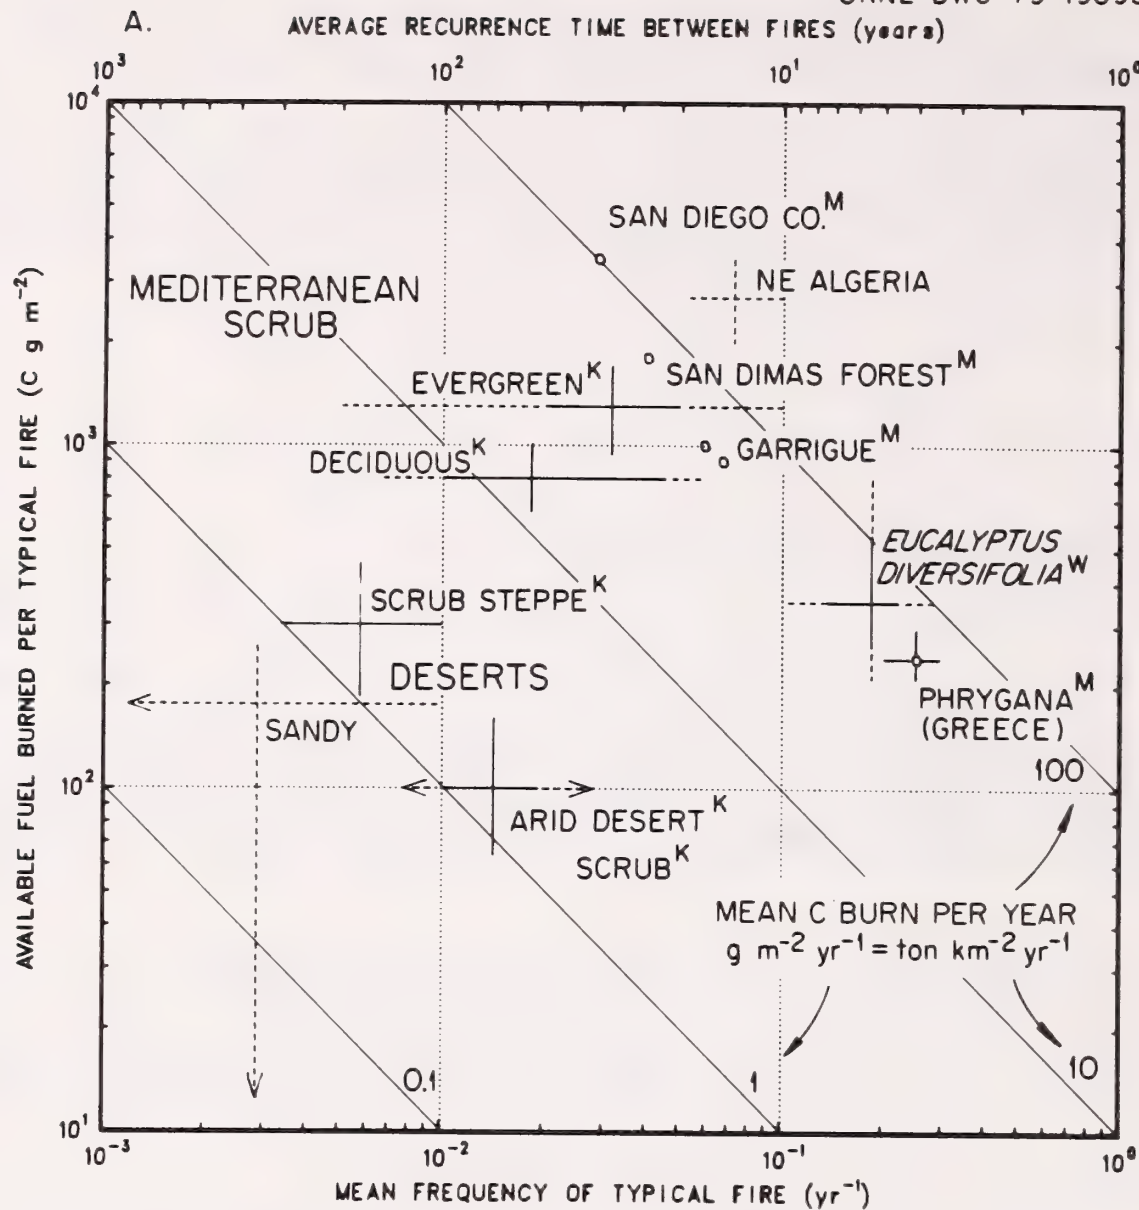 A.
AVERAGE RECURRENCE TIME BETWEEN FIRES (years)
10³ 10² 10¹ 10⁰
10⁴
SAN DIEGO CO.ᴹ
NE ALGERIA
MEDITERRANEAN
SCRUB
SAN DIMAS FORESTᴹ
EVERGREENᴷ
10³
GARRIGUEᴹ
DECIDUOUSᴷ
EUCALYPTUS
DIVERSIFOLIAᵂ
SCRUB STEPPEᴷ
DESERTS
PHRYGANAᴹ
(GREECE)
SANDY
100
10²
ARID DESERTᴷ
SCRUBᴷ
MEAN C BURN PER YEAR
g m⁻² yr⁻¹ = ton km⁻² yr⁻¹
0.1 1 10
10¹
10⁻³ 10⁻² 10⁻¹ 10⁰
MEAN FREQUENCY OF TYPICAL FIRE (yr⁻¹)
AVAILABLE FUEL BURNED PER TYPICAL FIRE (C g m⁻²)